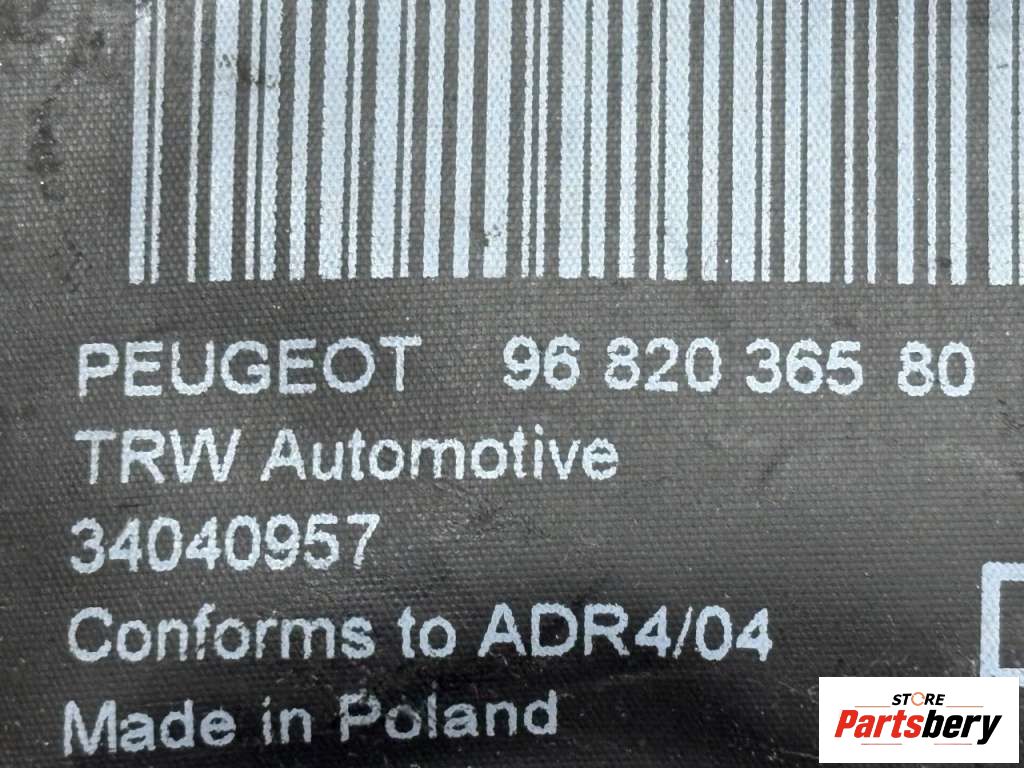 PEUGEOT 96 820 365 80
TRW Automotive
34040957
Conforms to ADR4/04
Made in Poland
STORE
Partsbery